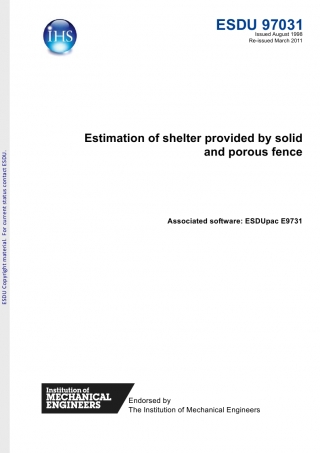 IHS
ESDU 97031
Issued August 1998
Re-issued March 2011
Estimation of shelter provided by solid
and porous fence
Associated software: ESDUpac E9731
ESDU Copyright material. For current status contact ESDU.
Institution of
MECHANICAL
ENGINEERS
Endorsed by
The Institution of Mechanical Engineers